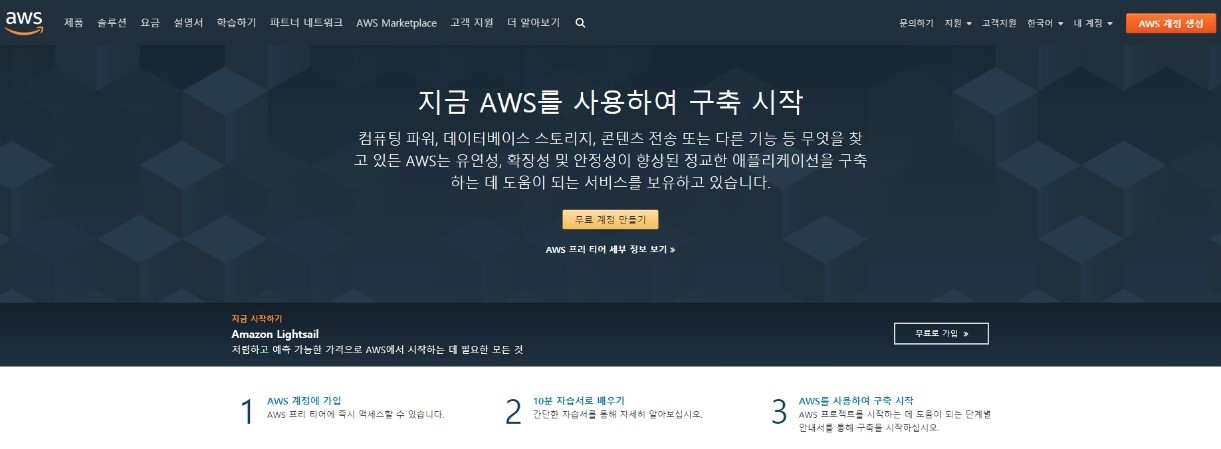 aws 제품 솔루션 요금 설명서 학습하기 파트너 네트워크 AWS Marketplace 고객 지원 더 알아보기 문의하기 지원 고객지원 한국어 내 계정 AWS 계정 생성
지금 AWS를 사용하여 구축 시작
컴퓨팅 파워, 데이터베이스 스토리지, 콘텐츠 전송 또는 다른 기능 등 무엇을 찾
고 있든 AWS는 유연성, 확장성 및 안정성이 향상된 정교한 애플리케이션을 구축
하는 데 도움이 되는 서비스를 보유하고 있습니다.
무료 계정 만들기
AWS 프리 티어 세부 정보 보기 »
지금 시작하기
Amazon Lightsail
저렴하고 예측 가능한 가격으로 AWS에서 시작하는 데 필요한 모든 것
무료로 가입 »
1 AWS 계정에 가입
AWS 프리 티어에 즉시 액세스할 수 있습니다.
2 10분 자습서로 배우기
간단한 자습서를 통해 자세히 알아보십시오.
3 AWS를 사용하여 구축 시작
AWS 프로젝트를 시작하는 데 도움이 되는 단계별
안내서를 통해 구축을 시작하십시오.